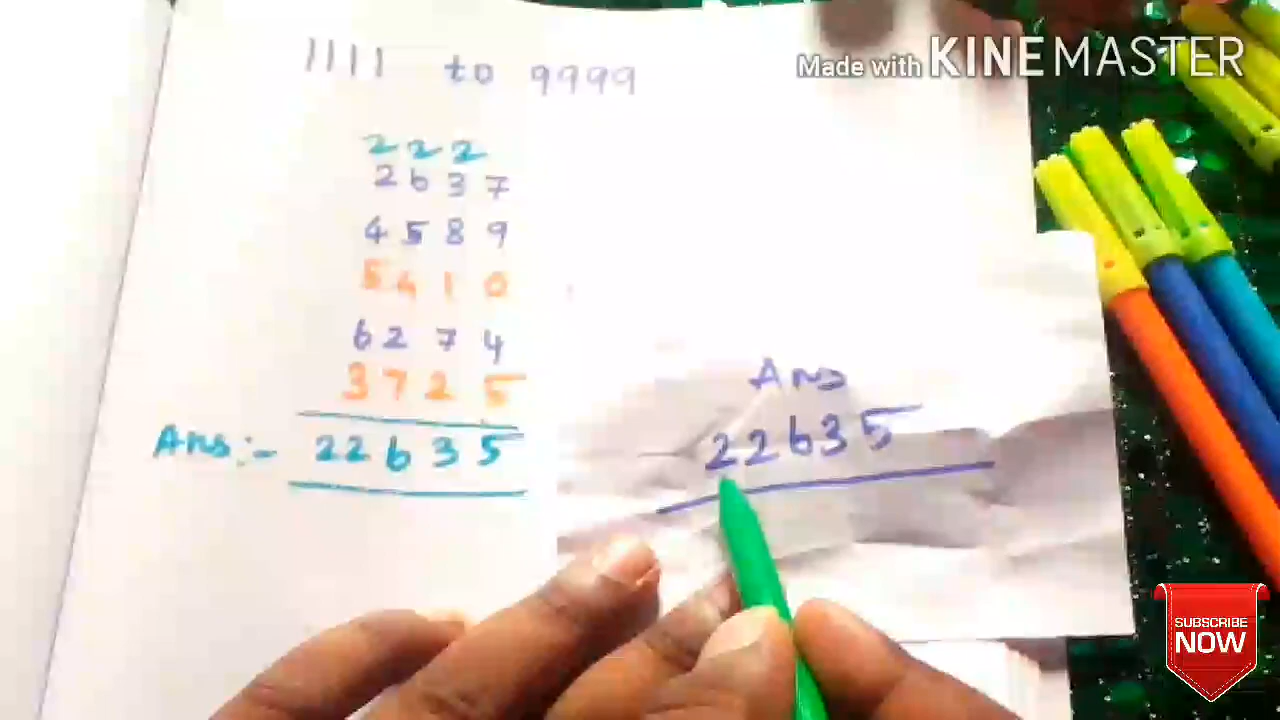 Made with KINEMASTER
1111 to 9999
222
2637
4589
5410
6274
3725
Ans:- 22635
Ans
22635
SUBSCRIBE
NOW